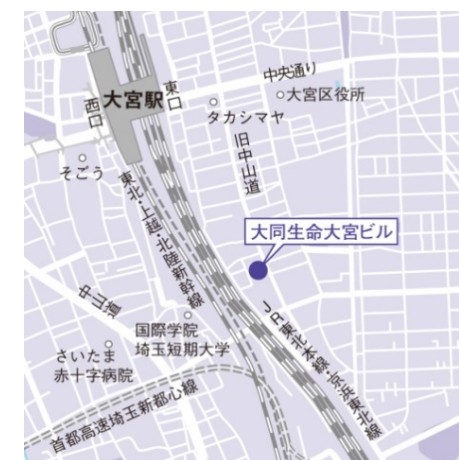 中央通り
大宮駅
東口
西口
大宮区役所
タカシマヤ
旧中山道
そごう
東北・上越・北陸新幹線
大同生命大宮ビル
中山道
国際学院
埼玉短期大学
JR東北本線・京浜東北線
さいたま
赤十字病院
首都高速埼玉新都心線